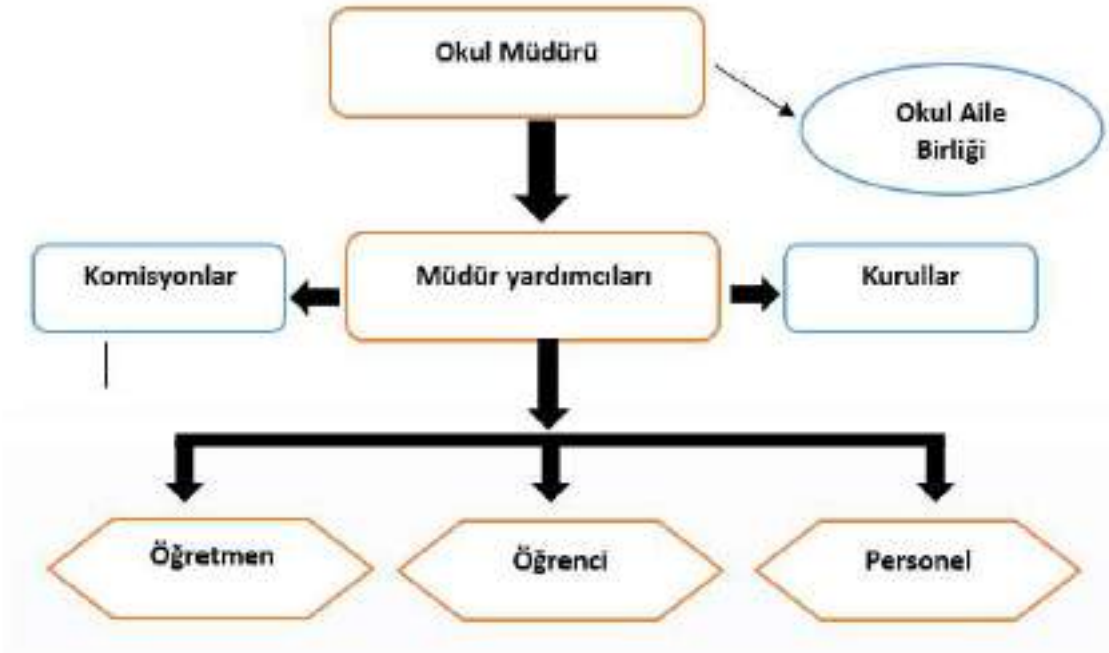 Okul Müdürü
Okul Aile
Birliği
Komisyonlar
Müdür yardımcıları
Kurullar
Öğretmen
Öğrenci
Personel